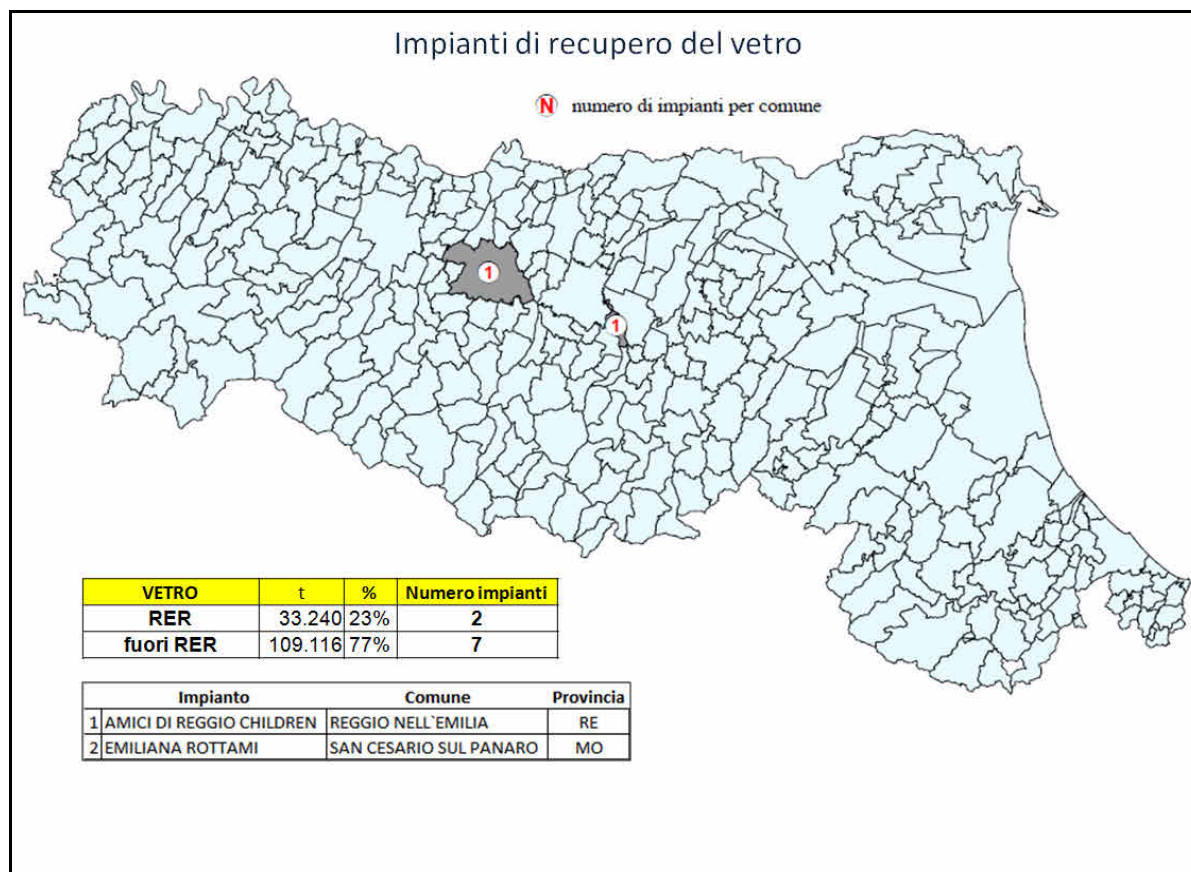 Impianti di recupero del vetro
N numero di impianti per comune
1
1
VETRO t % Numero impianti
RER 33.240 23% 2
fuori RER 109.116 77% 7
Impianto Comune Provincia
1 AMICI DI REGGIO CHILDREN REGGIO NELL`EMILIA RE
2 EMILIANA ROTTAMI SAN CESARIO SUL PANARO MO